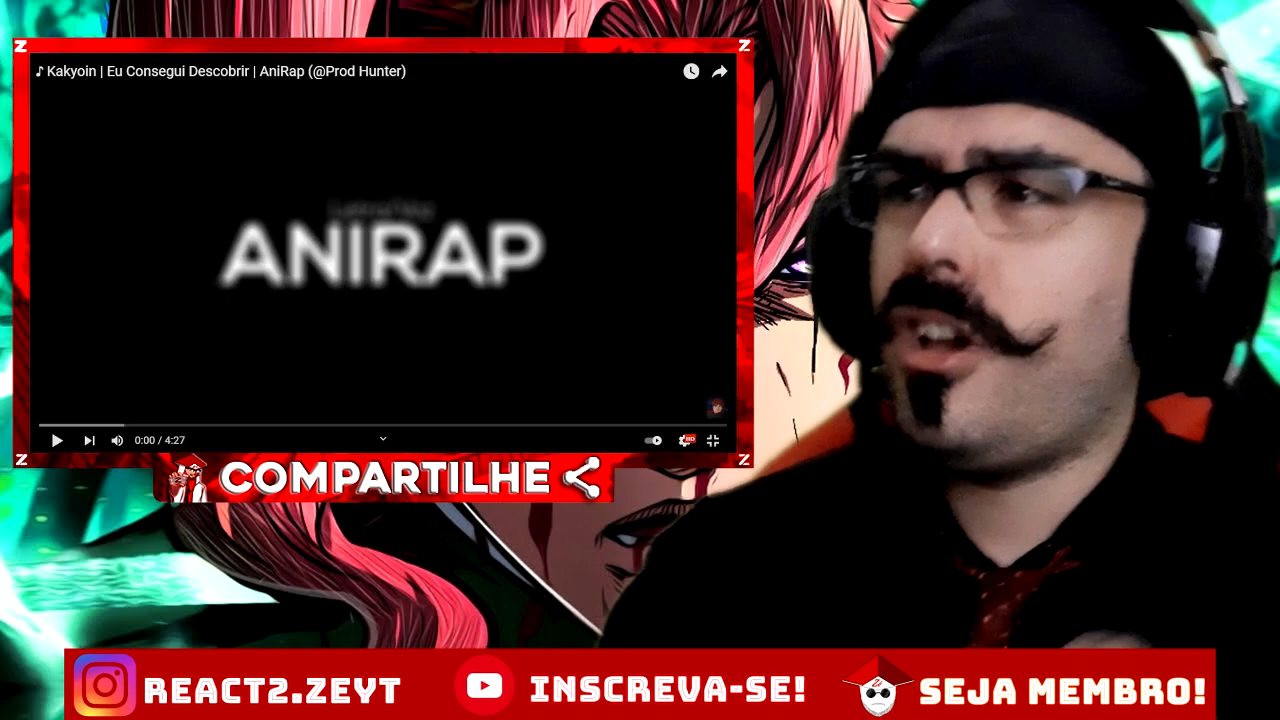 ♪ Kakyoin | Eu Consegui Descobrir | AniRap (@Prod Hunter)
ANIRAP
0:00 / 4:27
HD
COMPARTILHE
REACT2.ZEYT
INSCREVA-SE!
SEJA MEMBRO!